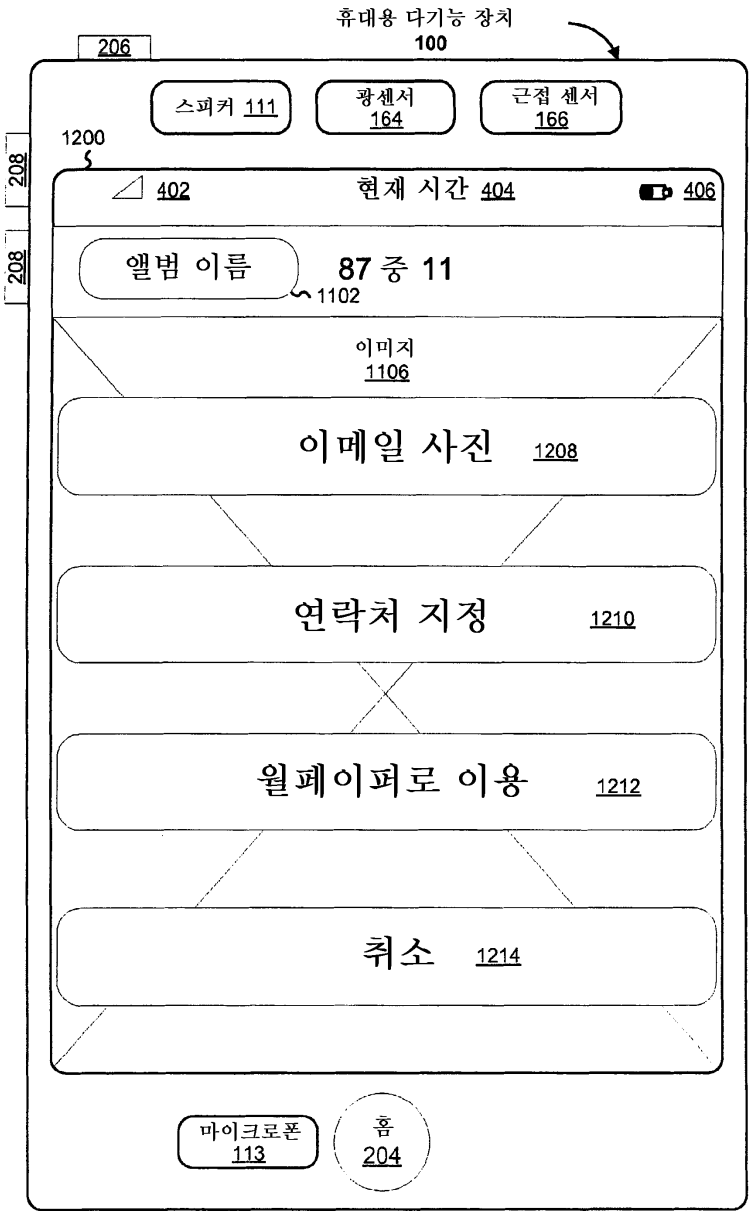 휴대용 다기능 장치
100
206
스피커 111
광센서
164
근접 센서
166
1200
208
402
현재 시간 404
406
208
앨범 이름
87 중 11
1102
이미지
1106
이메일 사진 1208
연락처 지정 1210
월페이퍼로 이용 1212
취소 1214
마이크로폰
113
홈
204